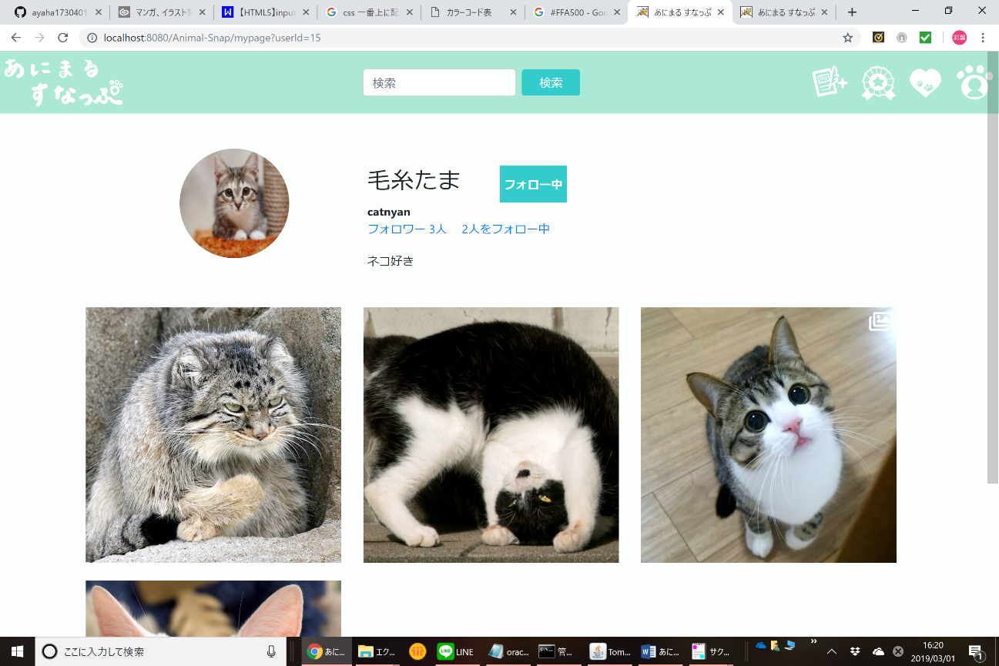 ayaha1730401
マンガ、イラスト制
【HTML5】input
css 一番上に配
カラーコード表
#FFA500 - Goo
あにまる すなっぷ
あにまる すなっぷ
localhost:8080/Animal-Snap/mypage?userId=15
彩葉
あにまる
すなっぷ
検索
検索
毛糸たま
フォロー中
catnyan
フォロワー 3人 2人をフォロー中
ネコ好き
ここに入力して検索
あに...
エク...
LINE
orac...
管...
Tom...
あに...
サク...
16:20
2019/03/01
1